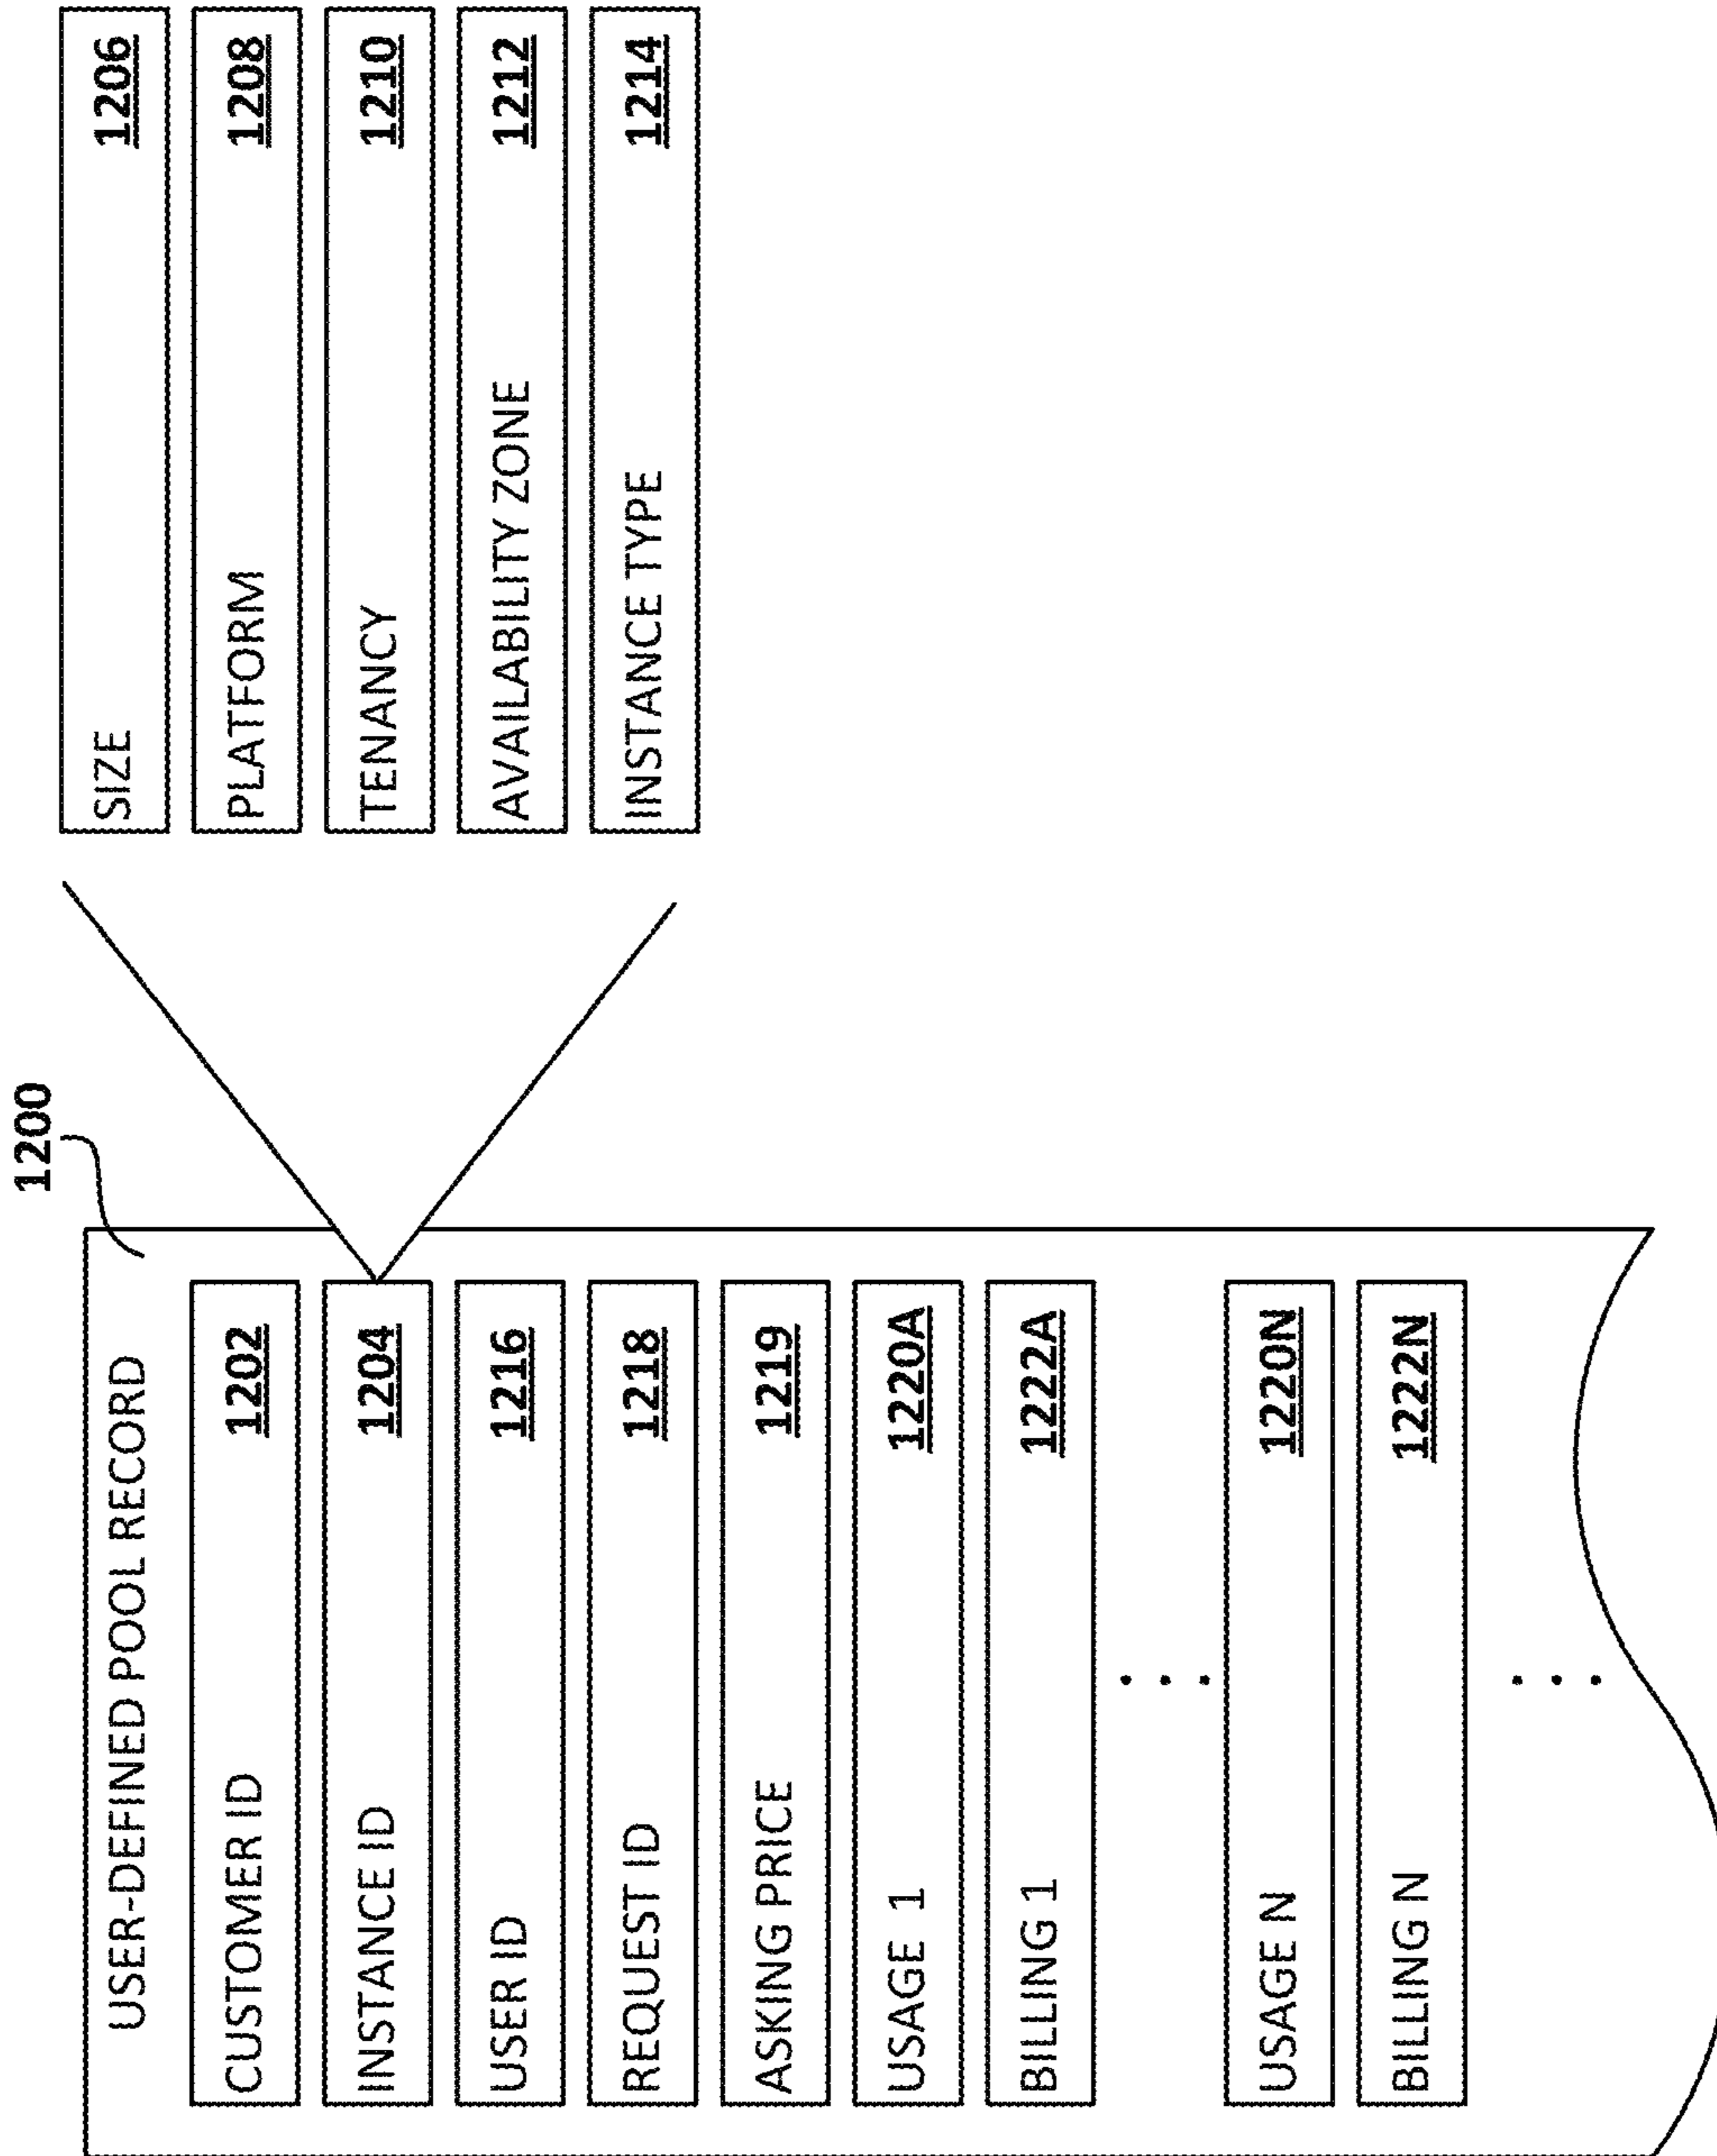 1200
USER-DEFINED POOL RECORD
CUSTOMER ID 1202
INSTANCE ID 1204
USER ID 1216
REQUEST ID 1218
ASKING PRICE 1219
USAGE 1 1220A
BILLING 1 1222A
. . .
USAGE N 1220N
BILLING N 1222N
. . .
SIZE 1206
PLATFORM 1208
TENANCY 1210
AVAILABILITY ZONE 1212
INSTANCE TYPE 1214